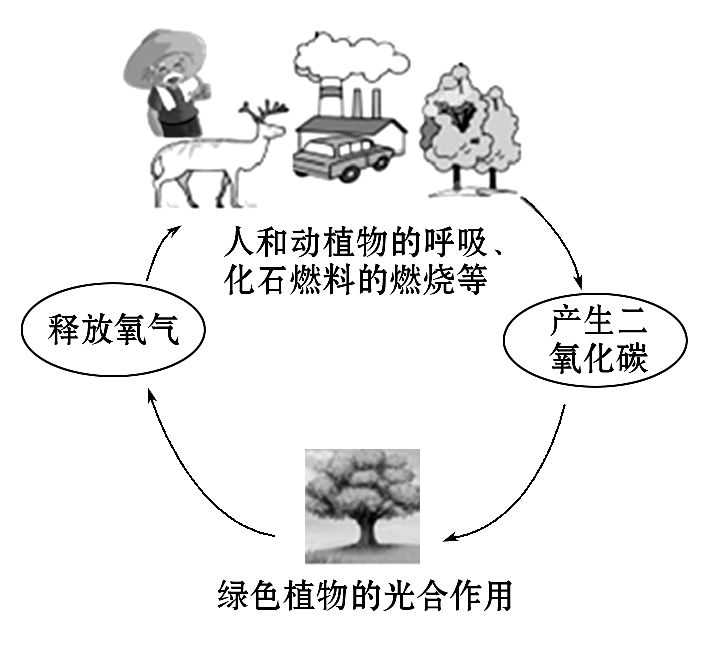 人和动植物的呼吸、
化石燃料的燃烧等
释放氧气
产生二
氧化碳
绿色植物的光合作用